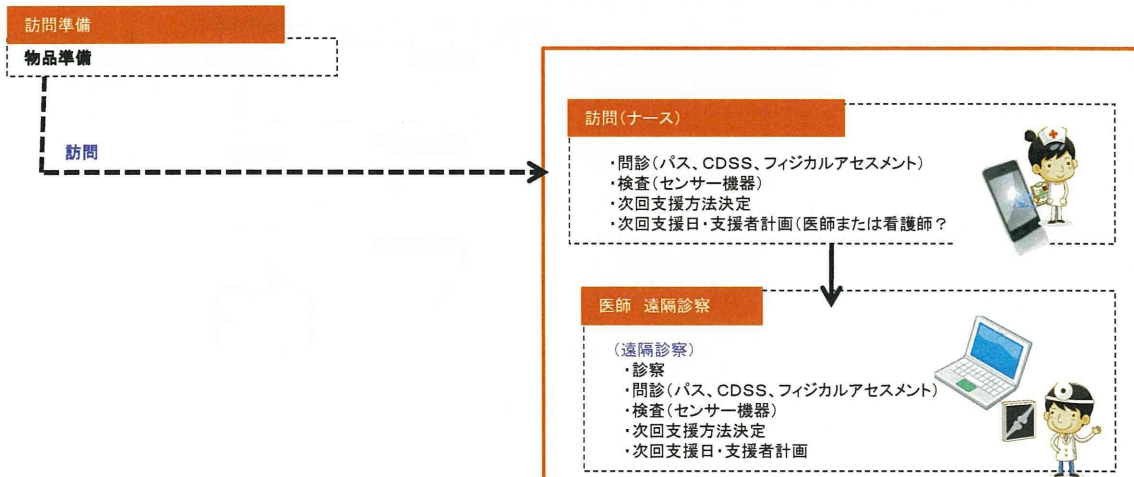 訪問準備
物品準備
訪問
訪問(ナース)
・問診(パス、CDSS、フィジカルアセスメント)
・検査(センサー機器)
・次回支援方法決定
・次回支援日・支援者計画(医師または看護師?
医師 遠隔診察
(遠隔診察)
・診察
・問診(パス、CDSS、フィジカルアセスメント)
・検査(センサー機器)
・次回支援方法決定
・次回支援日・支援者計画